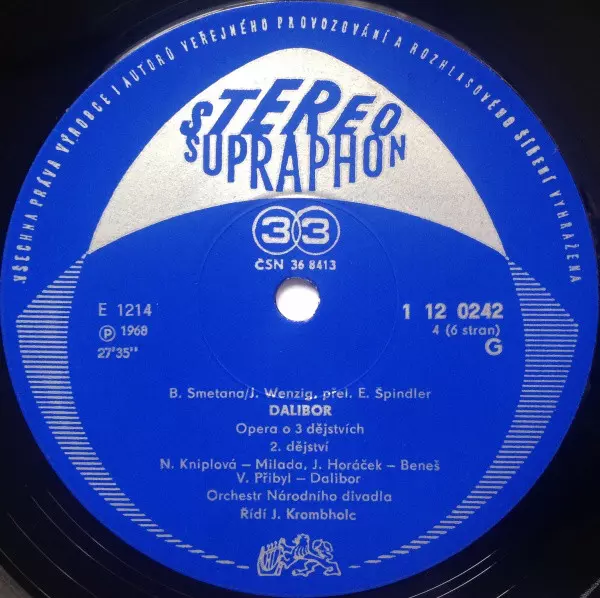 VŠECHNA PRÁVA VÝROBCE I AUTORŮ VEŘEJNÉHO PROVOZOVÁNÍ A ROZHLASOVÉHO ŠÍŘENÍ VYHRAŽENA
STEREO
SUPRAPHON
33
ČSN 36 8413
E 1214
Ⓟ 1968
27'35"
1 12 0242
4 (6 stran)
G
B. Smetana/J. Wenzig, přel. E. Špindler
DALIBOR
Opera o 3 dějstvích
2. dějství
N. Kniplová – Milada, J. Horáček – Beneš
V. Přibyl – Dalibor
Orchestr Národního divadla
Řídí J. Krombholc